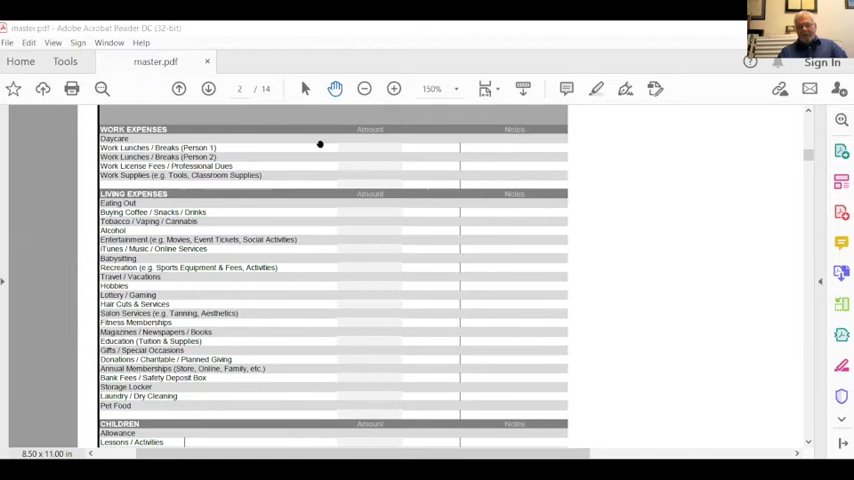 master.pdf - Adobe Acrobat Reader DC (32-bit)
File Edit View Sign Window Help
Home Tools master.pdf × Sign In
2 / 14 150%
WORK EXPENSES Amount Notes
Daycare
Work Lunches / Breaks (Person 1)
Work Lunches / Breaks (Person 2)
Work License Fees / Professional Dues
Work Supplies (e.g. Tools, Classroom Supplies)
LIVING EXPENSES Amount Notes
Eating Out
Buying Coffee / Snacks / Drinks
Tobacco / Vaping / Cannabis
Alcohol
Entertainment (e.g. Movies, Event Tickets, Social Activities)
iTunes / Music / Online Services
Babysitting
Recreation (e.g. Sports Equipment & Fees, Activities)
Travel / Vacations
Hobbies
Lottery / Gaming
Hair Cuts & Services
Salon Services (e.g. Tanning, Aesthetics)
Fitness Memberships
Magazines / Newspapers / Books
Education (Tuition & Supplies)
Gifts / Special Occasions
Donations / Charitable / Planned Giving
Annual Memberships (Store, Online, Family, etc.)
Bank Fees / Safety Deposit Box
Storage Locker
Laundry / Dry Cleaning
Pet Food
CHILDREN Amount Notes
Allowance
Lessons / Activities
8.50 x 11.00 in